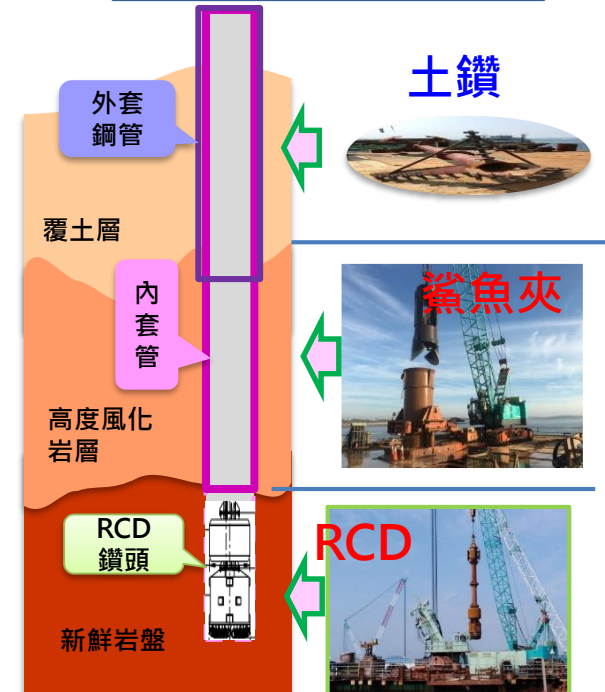 土鑽
外套
鋼管
覆土層
鯊魚夾
內
套
管
高度風化
岩層
RCD
RCD
鑽頭
新鮮岩盤